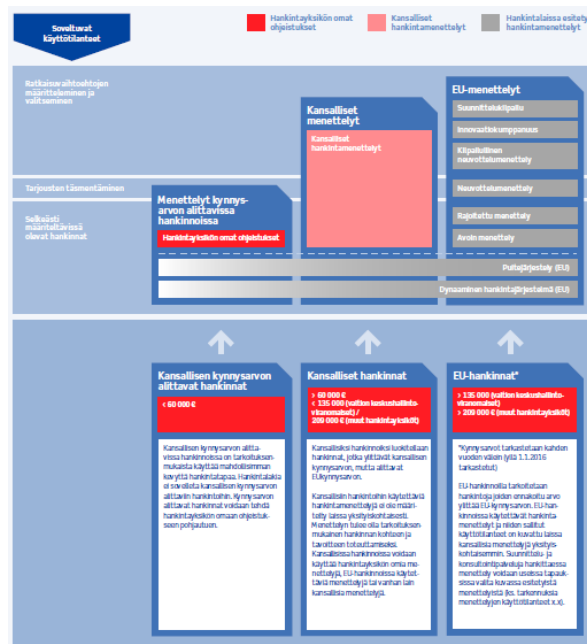 Soveltuvat
käyttötilanteet
Hankintayksikön omat
ohjeistukset
Kansalliset
hankintamenettelyt
Hankintalaissa esitety
hankintamenettelyt
Ratkaisuvaihtoehtojen
määritteleminen ja
valitseminen
Tarjousten täsmentäminen
Selkeästi
määriteltävissä
olevat hankinnat
Menettelyt kynnys-
arvon alittavissa
hankinnoissa
Hankintayksikön omat ohjeistukset
Kansalliset
menettelyt
Kansalliset
hankintamenettelyt
EU-menettelyt
Suunnittelukilpailu
Innovaatiokumppanuus
Kilpailullinen
neuvottelumenettely
Neuvottelumenettely
Rajoitettu menettely
Avoin menettely
Puitejärjestely (EU)
Dynaaminen hankintajärjestelmä (EU)
Kansallisen kynnysarvon
alittavat hankinnat
< 60 000 €
Kansallisen kynnysarvon alitta-
vissa hankinnoissa on tarkoituksen-
mukaista käyttää mahdollisimman
kevyttä hankintatapaa. Hankintalakia
ei sovelleta kansallisen kynnysarvon
alittaviin hankintoihin. Kynnysarvon
alittavat hankinnat voidaan tehdä
hankintayksikön omaan ohjeistuk-
seen pohjautuen.
Kansalliset hankinnat
> 60 000 €
< 135 000 (valtion keskushallinto-
viranomaiset) /
209 000 € (muut hankintayksiköt)
Kansallisiksi hankinnoiksi luokitellaan
hankinnat, jotka ylittävät kansallisen
kynnysarvon, mutta alittavat
EU-kynnysarvon.
Kansallisiin hankintoihin käytettäviä
hankintamenettelyjä ei ole määri-
telty laissa yksityiskohtaisesti.
Menettelyn tulee olla tarkoituksen-
mukainen hankinnan kohteen ja
tavoitteen toteuttamiseksi.
Kansallisissa hankinnoissa voidaan
käyttää hankintayksikön omia me-
nettelyjä, EU-hankinnoissa käytet-
täviä menettelyjä tai vanhan lain
kansallisia menettelyjä.
EU-hankinnat*
> 135 000 (valtion keskushallinto-
viranomaiset)
> 209 000 € (muut hankintayksiköt)
*Kynnysarvot tarkastetaan kahden
vuoden välein (yllä 1.1.2016
tarkastetut)
EU-hankinnoilla tarkoitetaan
hankintoja joiden ennakoitu arvo
ylittää EU-kynnysarvon. EU-han-
kinnoissa käytettävät hankinta-
menettelyt ja niiden sallitut
käyttötilanteet on kuvattu laissa
kansallisia menettelyjä yksityis-
kohtaisemmin. Suunnittelu- ja
konsultointipalveluja hankittaessa
menettely voidaan useissa tapauk-
sissa valita kuvassa esitetyistä
menettelyistä (ks. tarkennuksia
menettelyjen käyttötilanteet x.x).